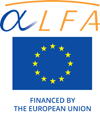 αLFA
FINANCED BY
THE EUROPEAN UNION